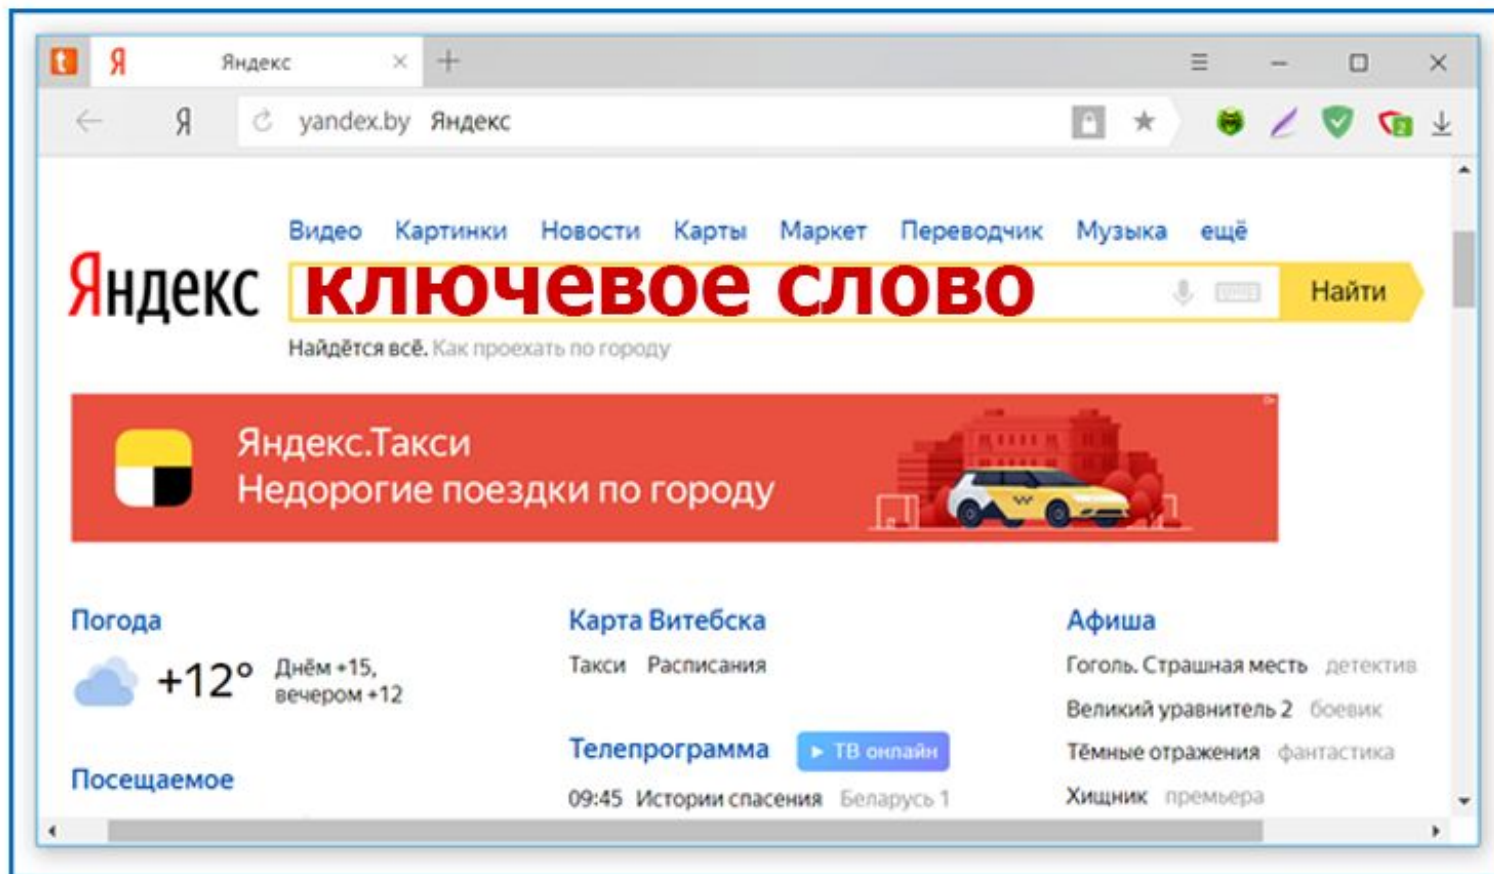 Яндекс
Я yandex.by Яндекс
Видео Картинки Новости Карты Маркет Переводчик Музыка ещё
Яндекс ключевое слово Найти
Найдётся всё. Как проехать по городу
Яндекс.Такси
Недорогие поездки по городу
Погода
+12° Днём +15,
вечером +12
Посещаемое
Карта Витебска
Такси Расписания
Телепрограмма ТВ онлайн
09:45 Истории спасения Беларусь 1
Афиша
Гоголь. Страшная месть детектив
Великий уравнитель 2 боевик
Тёмные отражения фантастика
Хищник премьера